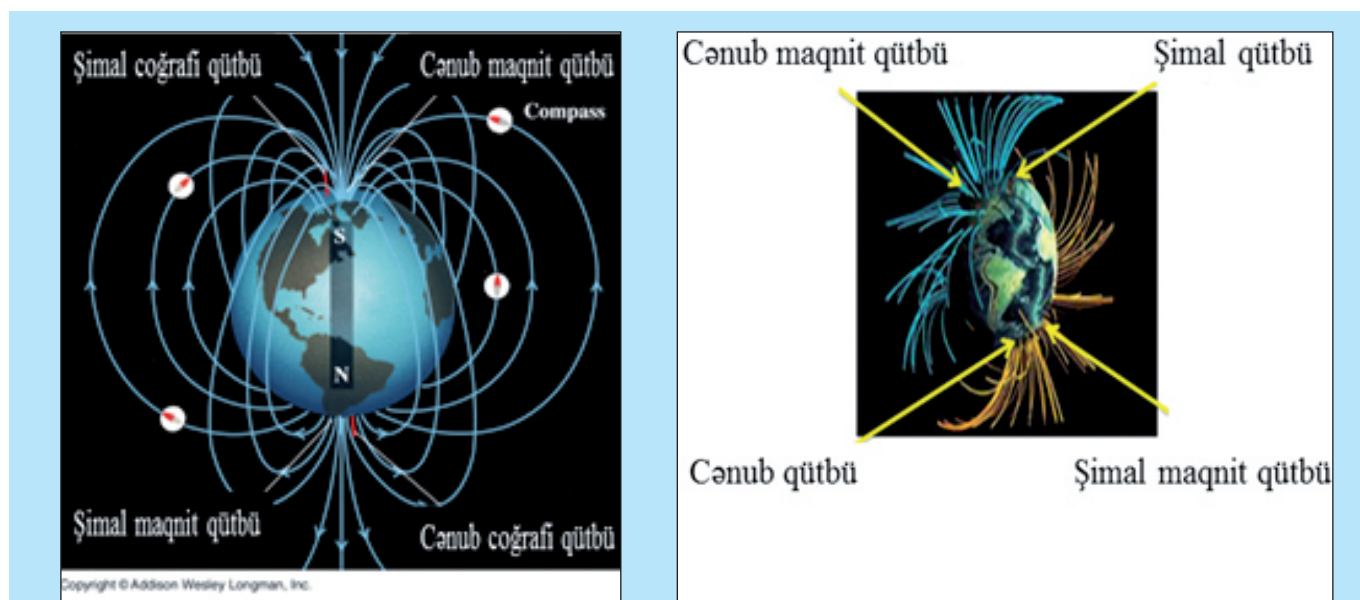 Şimal coğrafi qütbü
Cənub maqnit qütbü
Compass
S
N
Şimal maqnit qütbü
Cənub coğrafi qütbü
Copyright © Addison Wesley Longman, Inc.
Cənub maqnit qütbü
Şimal qütbü
Cənub qütbü
Şimal maqnit qütbü